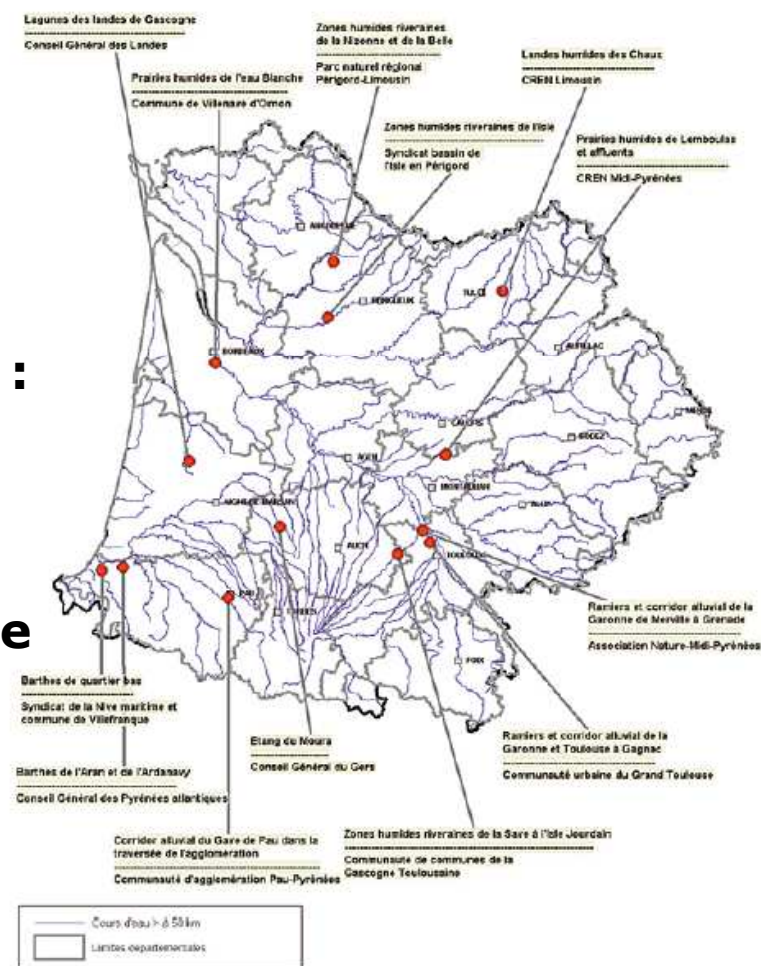 Lagunes des landes de Gascogne
Conseil Général des Landes
Zones humides riveraines
de la Nizonne et de la Belle
Parc naturel régional
Périgord-Limousin
Landes humides des Chaux
CREN Limousin
Prairies humides de l'eau Blanche
Commune de Villenave d'Ornon
Zones humides riveraines de l'Isle
Syndicat bassin de
l'Isle en Périgord
Prairies humides de Lemboulas
et affluents
CREN Midi-Pyrénées
ANGOULEME
PERIGUEUX
TULLE
BORDEAUX
AURILLAC
:
CAHORS
MENDE
RODEZ
AGEN
MONTAUBAN
MONT-DE-MARSAN
ALBI
AUCH
TOULOUSE
PAU
TARBES
e
FOIX
Ramiers et corridor alluvial de la
Garonne de Merville à Grenade
Association Nature-Midi-Pyrénées
Barthes de quartier bas
Syndicat de la Nive maritime et
commune de Villefranque
Etang du Moura
Conseil Général du Gers
Ramiers et corridor alluvial de la
Garonne et Toulouse à Gagnac
Communauté urbaine du Grand Toulouse
Barthes de l'Aran et de l'Ardanavy
Conseil Général des Pyrénées atlantiques
Corridor alluvial du Gave de Pau dans la
traversée de l'agglomération
Communauté d'agglomération Pau-Pyrénées
Zones humides riveraines de la Save à l'Isle Jourdain
Communauté de communes de la
Gascogne Toulousaine
Cours d'eau > à 50 km
Limites départementales